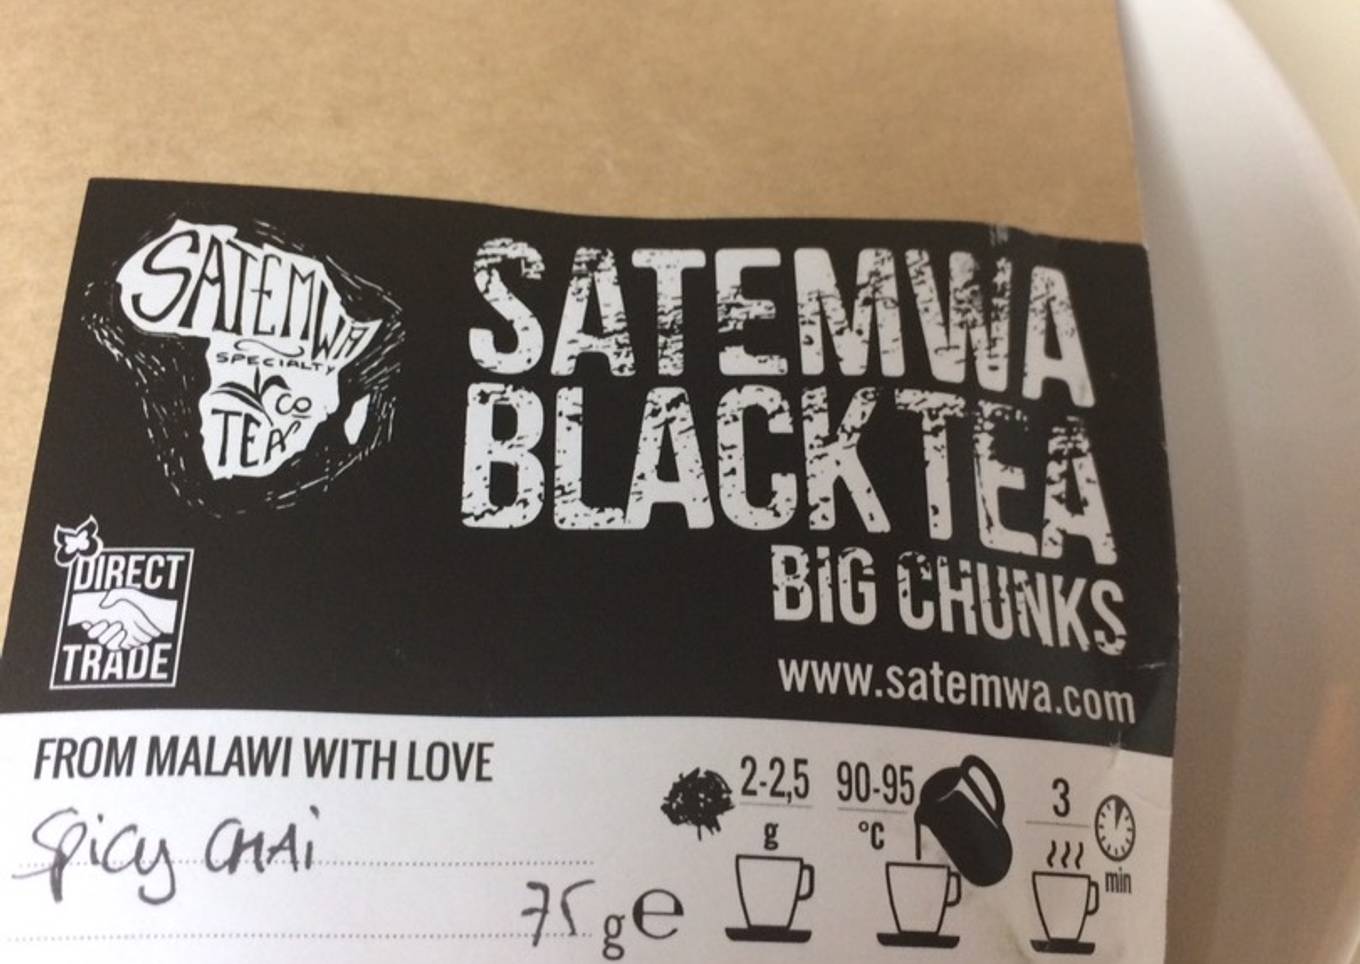 SATEMWA
SPECIALTY
TEA Co
SATEMWA
BLACK TEA
BIG CHUNKS
www.satemwa.com
DIRECT
TRADE
FROM MALAWI WITH LOVE
Spicy CHAi
75 g e
2-2,5
g
90-95
°C
3
min